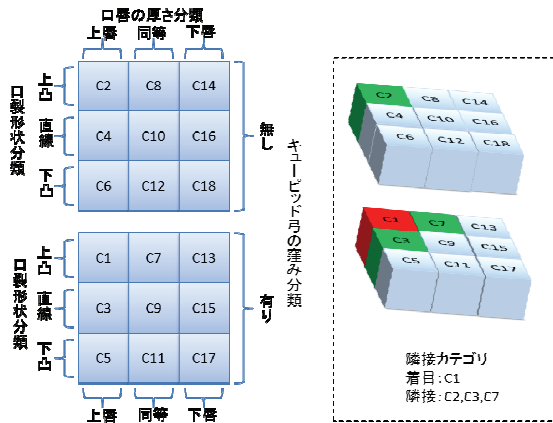 口唇の厚さ分類
上唇 同等 下唇
口裂形状分類
上凸
直線
下凸
C2 C8 C14
C4 C10 C16
C6 C12 C18
無し
キューピッド弓の窪み分類
口裂形状分類
上凸
直線
下凸
C1 C7 C13
C3 C9 C15
C5 C11 C17
有り
上唇 同等 下唇
C2 C8 C14
C4 C10 C16
C6 C12 C18
C1 C7 C13
C3 C9 C15
C5 C11 C17
隣接カテゴリ
着目:C1
隣接:C2,C3,C7